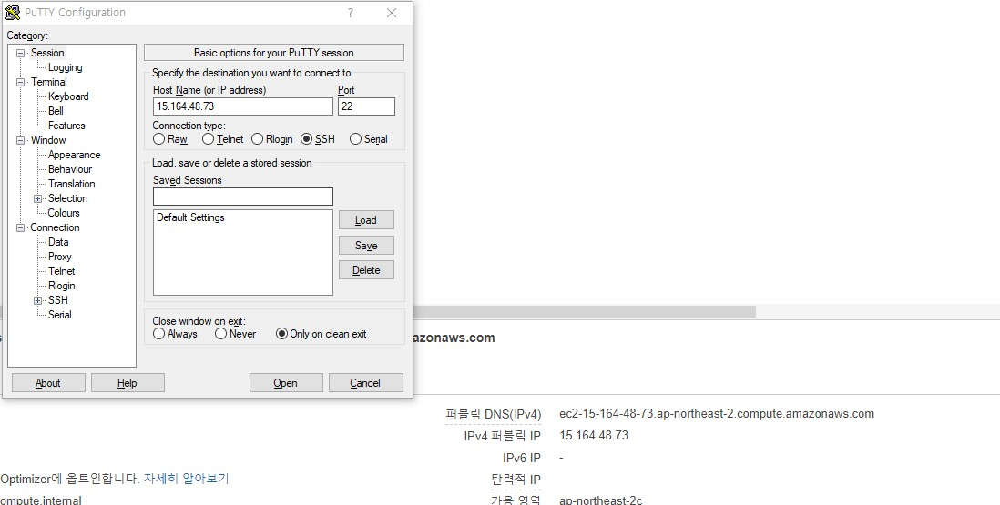 PuTTY Configuration
?
Category:
Session
Logging
Terminal
Keyboard
Bell
Features
Window
Appearance
Behaviour
Translation
Selection
Colours
Connection
Data
Proxy
Telnet
Rlogin
SSH
Serial
Basic options for your PuTTY session
Specify the destination you want to connect to
Host Name (or IP address) Port
15.164.48.73 22
Connection type:
Raw Telnet Rlogin SSH Serial
Load, save or delete a stored session
Saved Sessions
Default Settings
Load
Save
Delete
Close window on exit:
Always Never Only on clean exit
About Help Open Cancel
azonaws.com
퍼블릭 DNS(IPv4) ec2-15-164-48-73.ap-northeast-2.compute.amazonaws.com
IPv4 퍼블릭 IP 15.164.48.73
IPv6 IP -
Optimizer에 옵트인합니다. 자세히 알아보기 탄력적 IP
ompute.internal 가용 영역 ap-northeast-2c